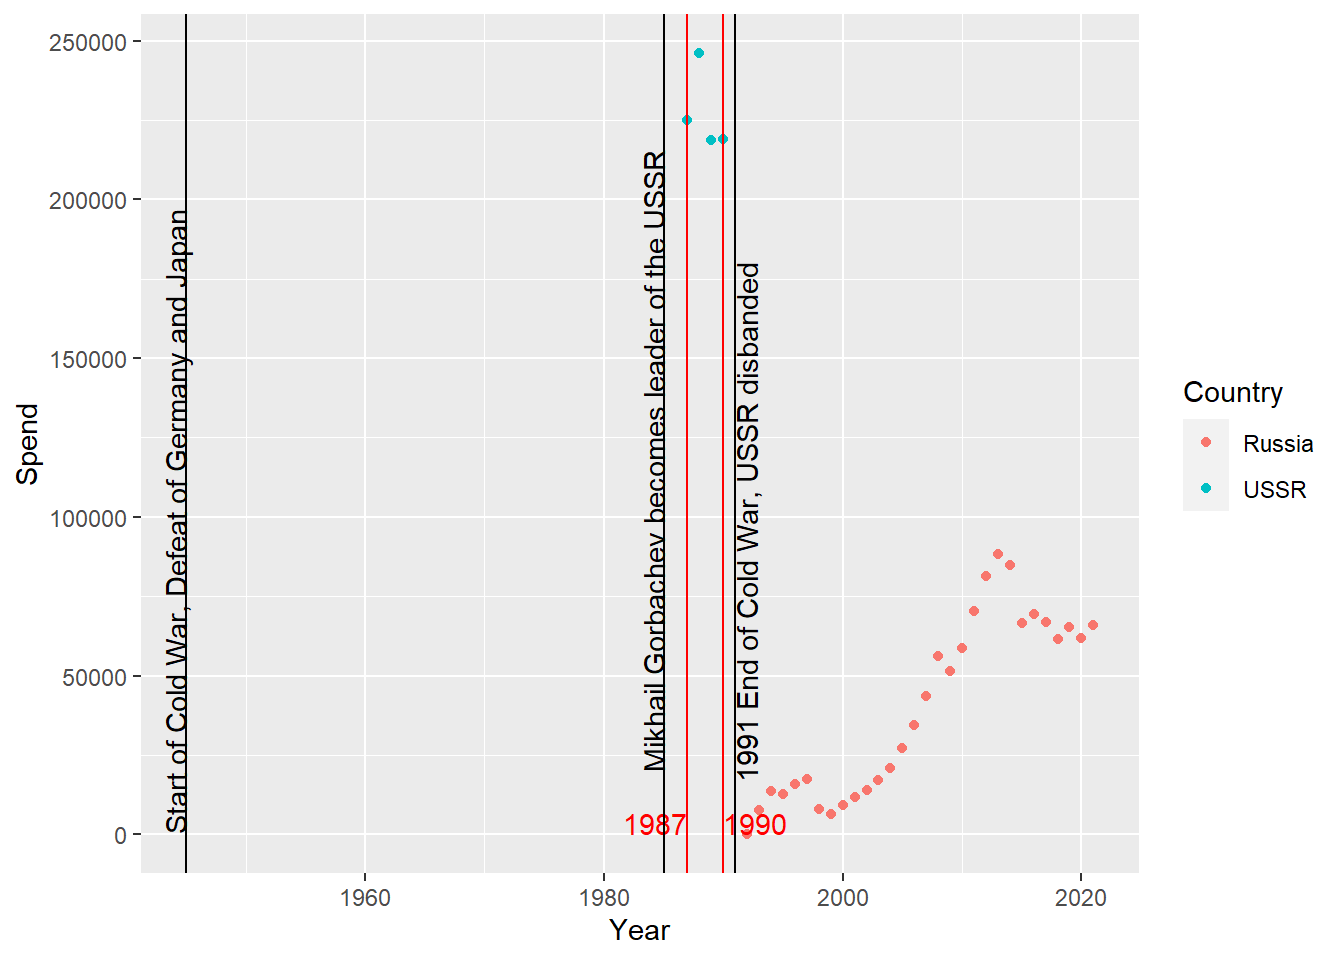 250000
200000
150000
100000
50000
0
Spend
Start of Cold War, Defeat of Germany and Japan
Mikhail Gorbachev becomes leader of the USSR
1991 End of Cold War, USSR disbanded
1987
1990
1960
1980
2000
2020
Year
Country
Russia
USSR